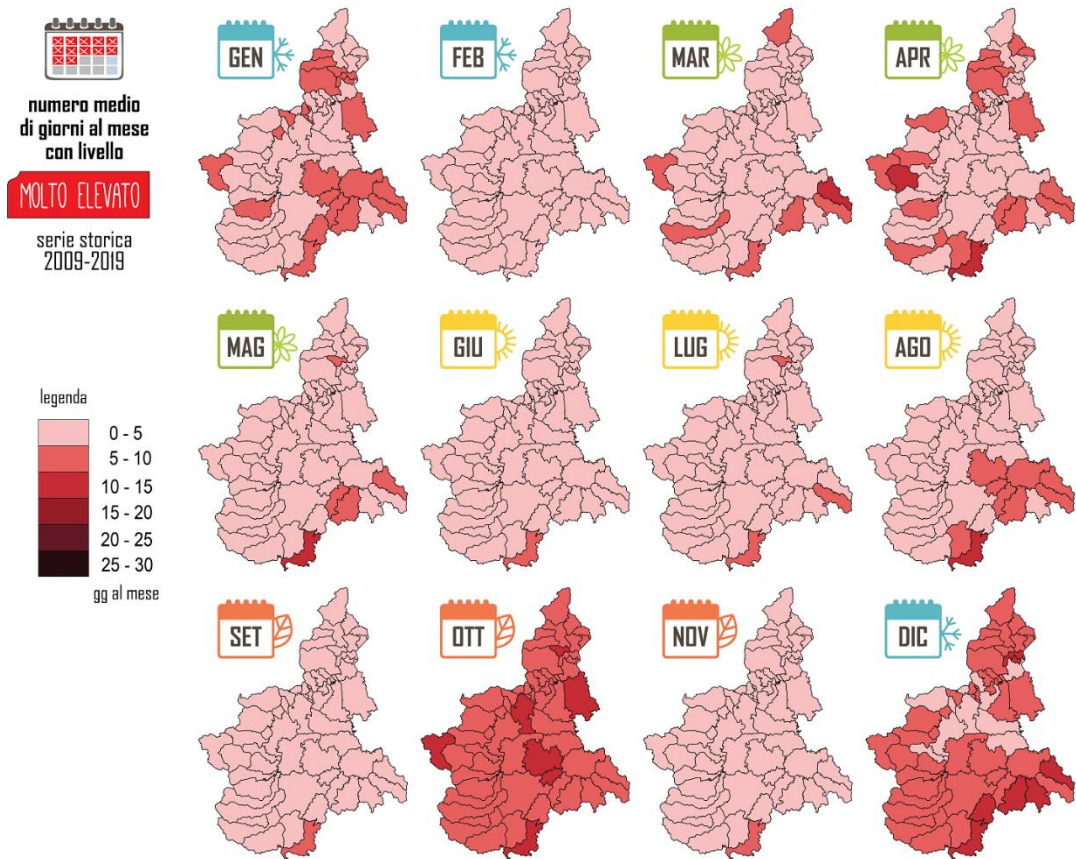 numero medio
di giorni al mese
con livello
MOLTO ELEVATO
serie storica
2009-2019
GEN
FEB
MAR
APR
MAG
GIU
LUG
AGO
legenda
0 - 5
5 - 10
10 - 15
15 - 20
20 - 25
25 - 30
gg al mese
SET
OTT
NOV
DIC